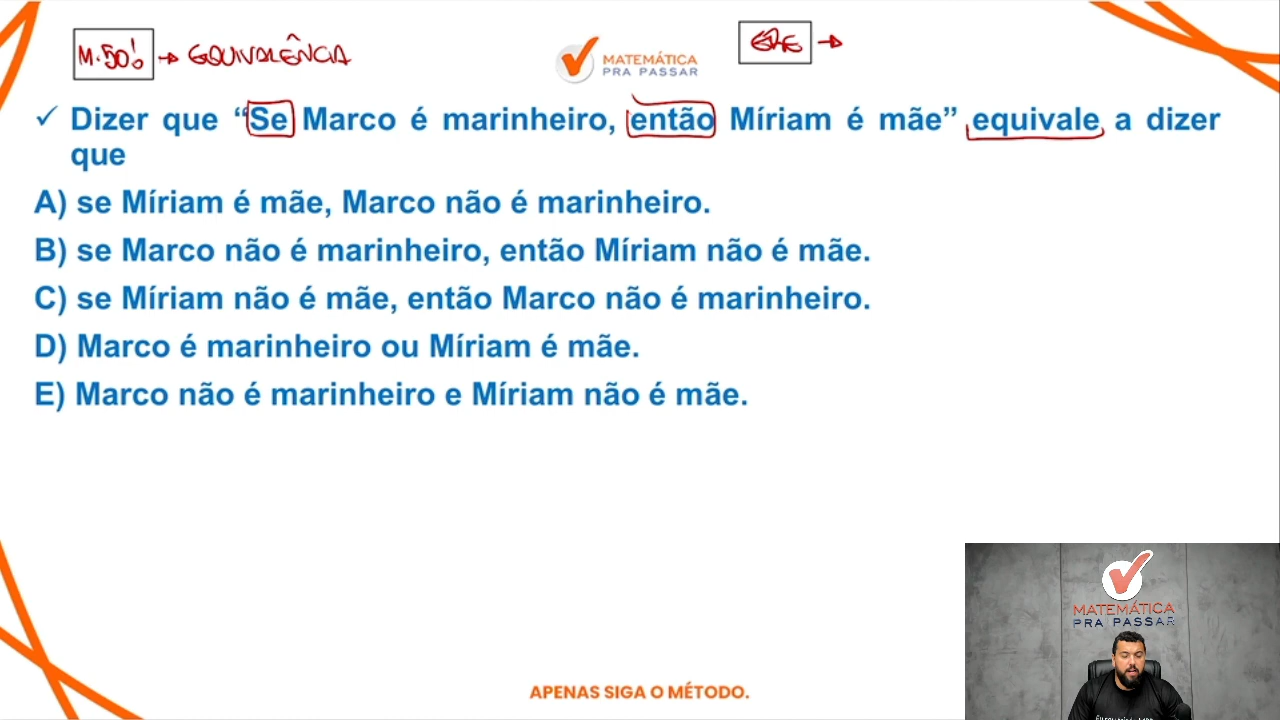 M.50! → EQUIVALÊNCIA
MATEMÁTICA
PRA PASSAR
✓ Dizer que “Se Marco é marinheiro, então Míriam é mãe” equivale a dizer
que
A) se Míriam é mãe, Marco não é marinheiro.
B) se Marco não é marinheiro, então Míriam não é mãe.
C) se Míriam não é mãe, então Marco não é marinheiro.
D) Marco é marinheiro ou Míriam é mãe.
E) Marco não é marinheiro e Míriam não é mãe.
MATEMÁTICA
PRA PASSAR
APENAS SIGA O MÉTODO.